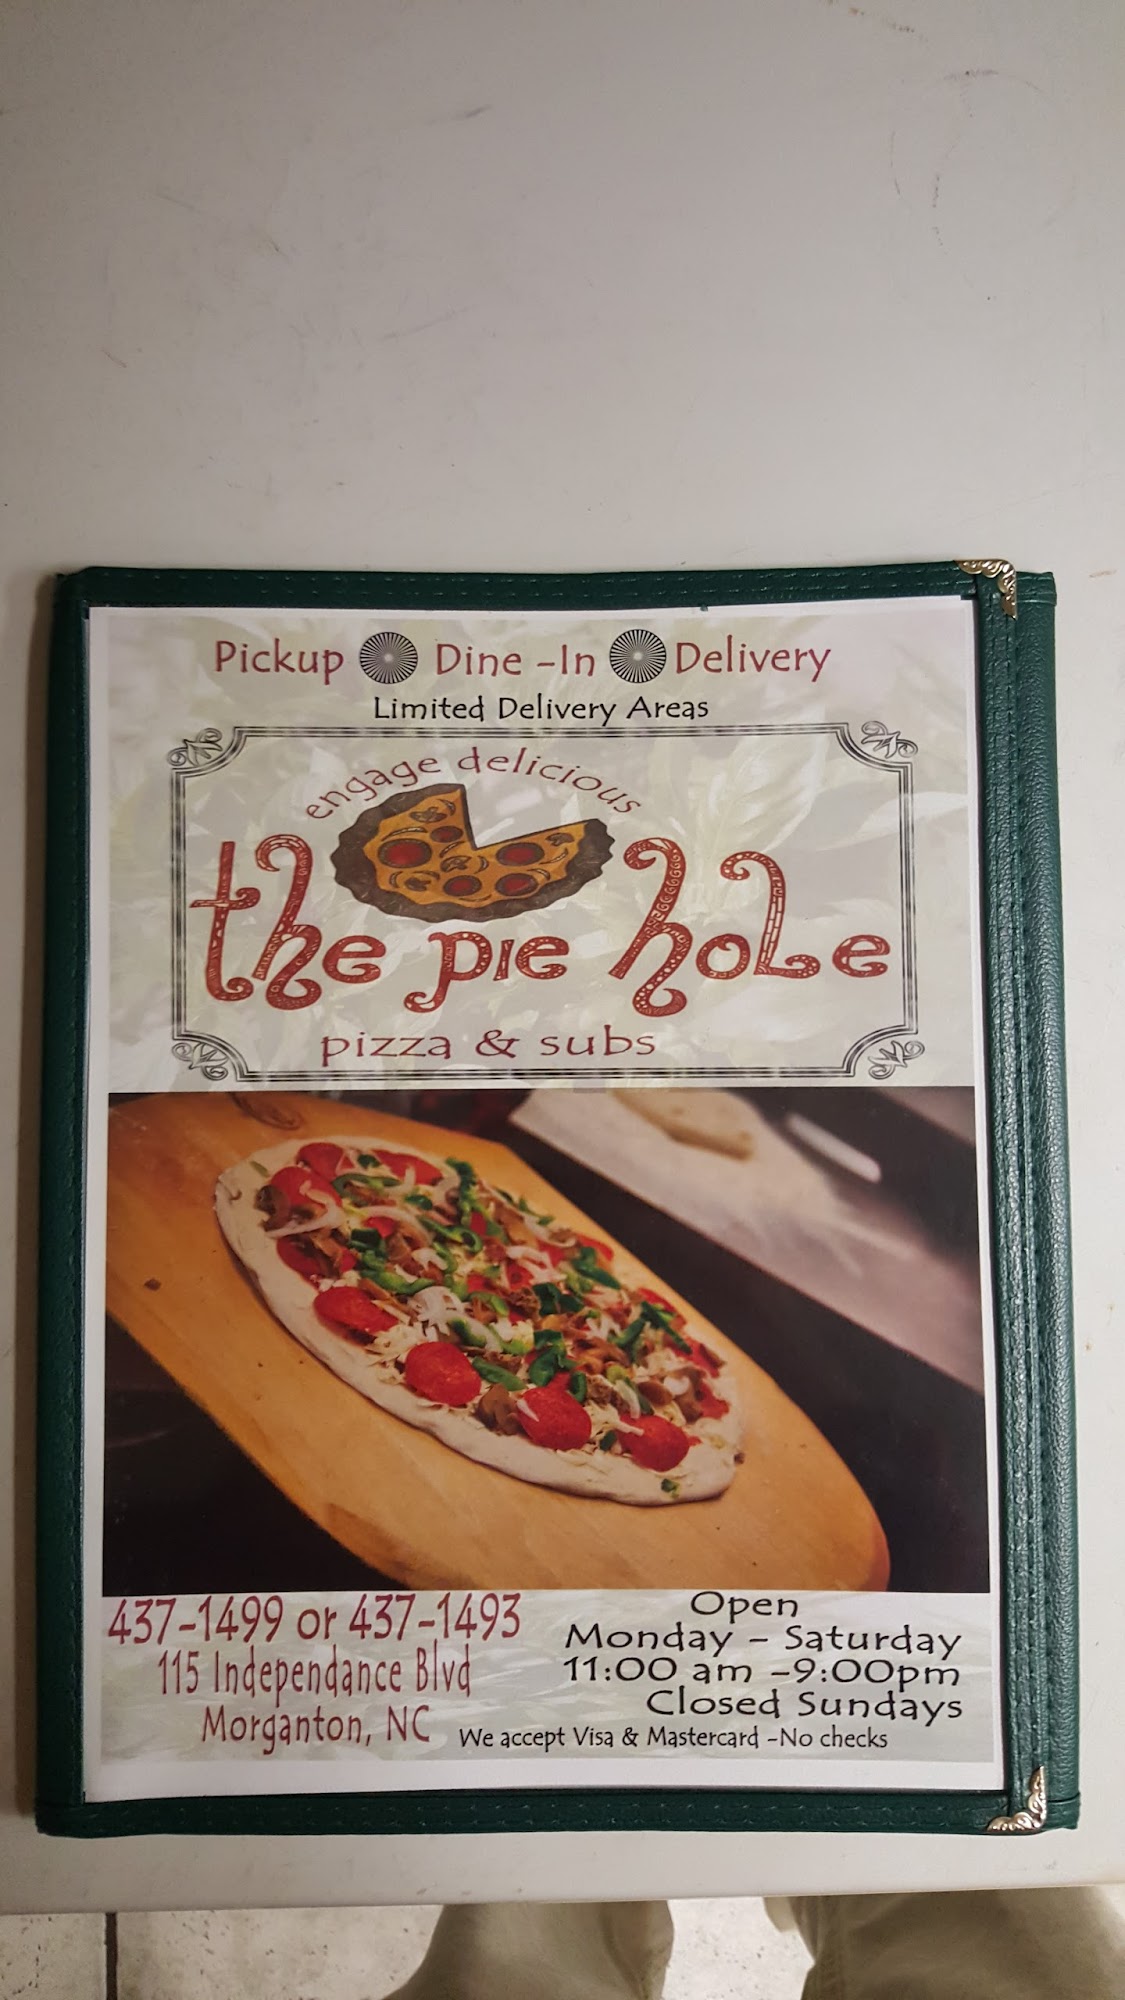 Pickup Dine -In Delivery
Limited Delivery Areas
engage delicious
the pie hole
pizza & subs
437-1499 or 437-1493
115 Independance Blvd
Morganton, NC
Open
Monday - Saturday
11:00 am -9:00pm
Closed Sundays
We accept Visa & Mastercard -No checks